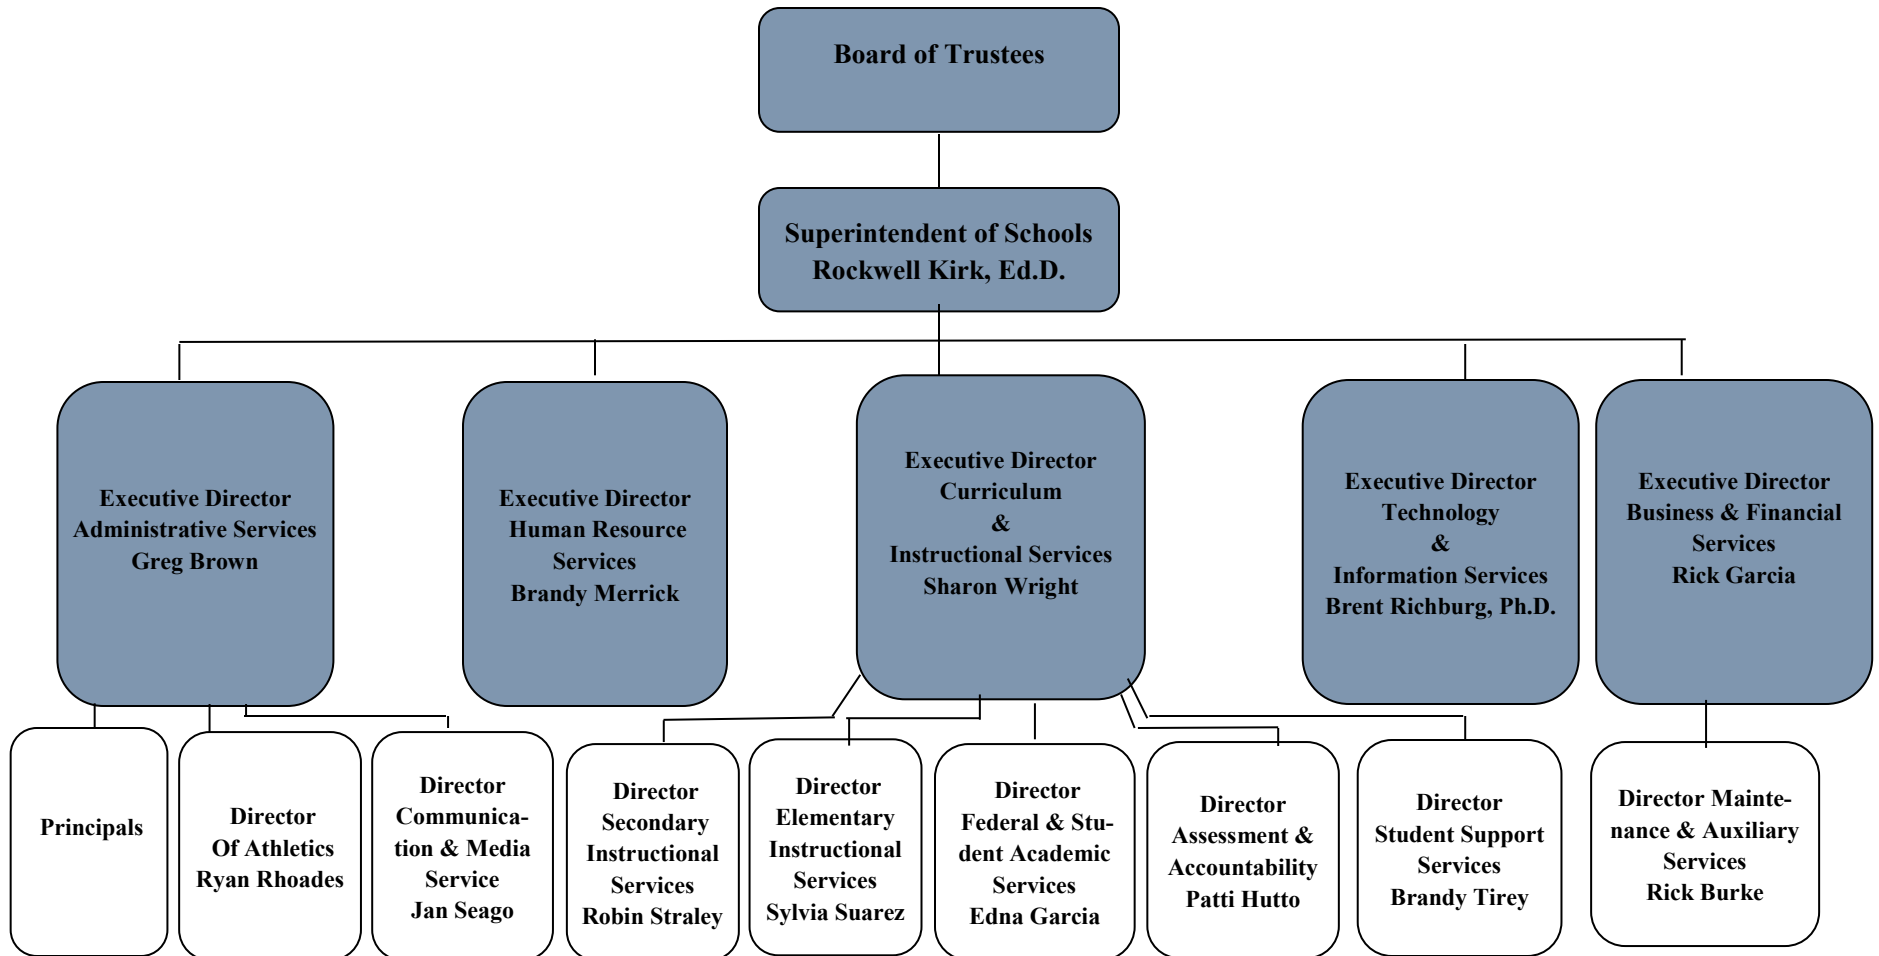 Board of Trustees
Superintendent of Schools
Rockwell Kirk, Ed.D.
Executive Director
Administrative Services
Greg Brown
Executive Director
Human Resource
Services
Brandy Merrick
Executive Director
Curriculum
&
Instructional Services
Sharon Wright
Executive Director
Technology
&
Information Services
Brent Richburg, Ph.D.
Executive Director
Business & Financial
Services
Rick Garcia
Principals
Director
Of Athletics
Ryan Rhoades
Director
Communica-
tion & Media
Service
Jan Seago
Director
Secondary
Instructional
Services
Robin Straley
Director
Elementary
Instructional
Services
Sylvia Suarez
Director
Federal & Stu-
dent Academic
Services
Edna Garcia
Director
Assessment &
Accountability
Patti Hutto
Director
Student Support
Services
Brandy Tirey
Director Mainte-
nance & Auxiliary
Services
Rick Burke